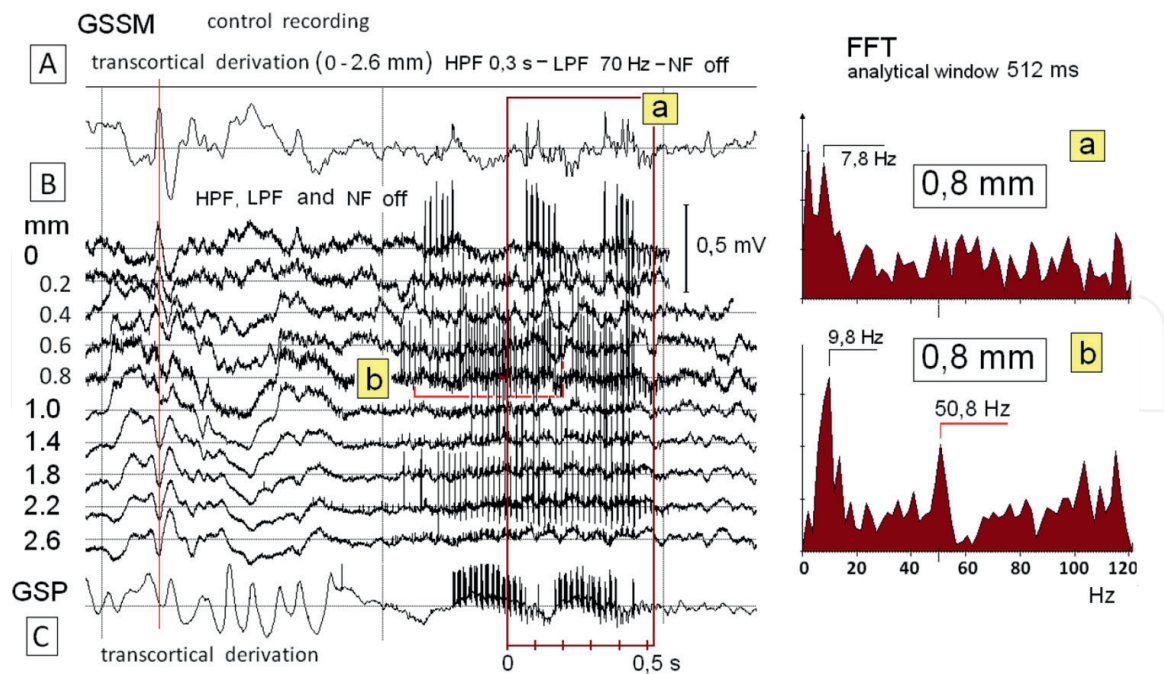 GSSM control recording
A transcortical derivation (0 - 2.6 mm) HPF 0,3 s – LPF 70 Hz – NF off
a
B HPF, LPF and NF off
mm
0
0.2
0.4
0.6
0.8
1.0
1.4
1.8
2.2
2.6
0,5 mV
b
GSP
C
transcortical derivation
0 0,5 s
FFT
analytical window 512 ms
a
7,8 Hz
0,8 mm
9,8 Hz
b
0,8 mm
50,8 Hz
0 20 40 60 80 100 120
Hz